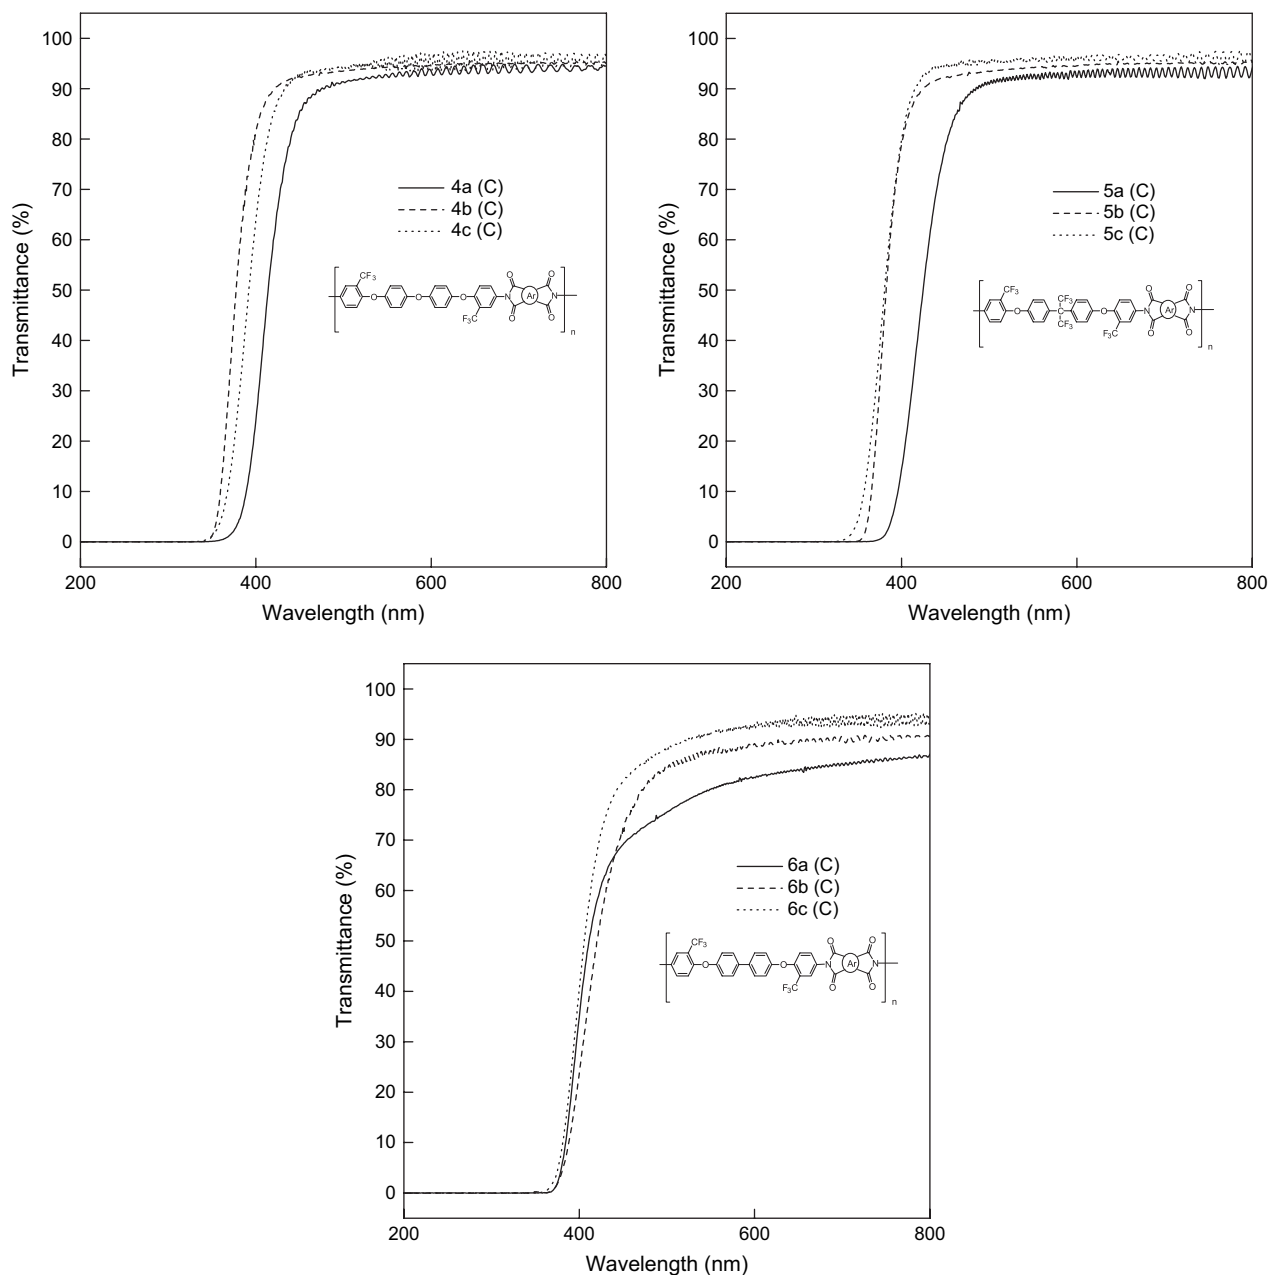 100
90
80
70
60
50
40
30
20
10
0
Transmittance (%)
200
400
600
800
Wavelength (nm)
4a (C)
4b (C)
4c (C)
CF3
O
O
O
F3C
N
O
O
Ar
O
O
N
n
100
90
80
70
60
50
40
30
20
10
0
Transmittance (%)
200
400
600
800
Wavelength (nm)
5a (C)
5b (C)
5c (C)
CF3
O
CF3
C
CF3
O
F3C
N
O
O
Ar
O
O
N
n
100
90
80
70
60
50
40
30
20
10
0
Transmittance (%)
200
400
600
800
Wavelength (nm)
6a (C)
6b (C)
6c (C)
CF3
O
O
F3C
N
O
O
Ar
O
O
N
n